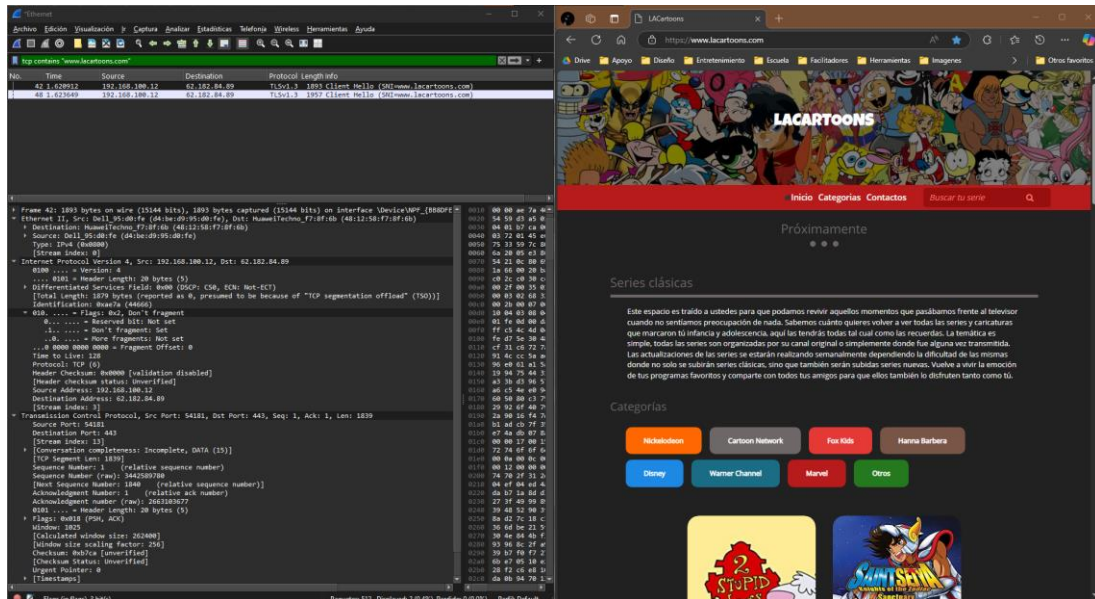 *Ethernet
Archivo Edición Visualización Ir Captura Analizar Estadísticas Telefonía Wireless Herramientas Ayuda
tcp contains "www.lacartoons.com"
No. Time Source Destination Protocol Length Info
42 1.620912 192.168.100.12 62.182.84.89 TLSv1.3 1893 Client Hello (SNI=www.lacartoons.com)
48 1.623649 192.168.100.12 62.182.84.89 TLSv1.3 1957 Client Hello (SNI=www.lacartoons.com)
Frame 42: 1893 bytes on wire (15144 bits), 1893 bytes captured (15144 bits) on interface \Device\NPF_{BB8DFE
Ethernet II, Src: Dell_95:d0:fe (d4:be:d9:95:d0:fe), Dst: HuaweiTechno_f7:8f:6b (48:12:58:f7:8f:6b)
Destination: HuaweiTechno_f7:8f:6b (48:12:58:f7:8f:6b)
Source: Dell_95:d0:fe (d4:be:d9:95:d0:fe)
Type: IPv4 (0x0800)
[Stream index: 0]
Internet Protocol Version 4, Src: 192.168.100.12, Dst: 62.182.84.89
0100 .... = Version: 4
.... 0101 = Header Length: 20 bytes (5)
Differentiated Services Field: 0x00 (DSCP: CS0, ECN: Not-ECT)
[Total Length: 1879 bytes (reported as 0, presumed to be because of "TCP segmentation offload" (TSO))]
Identification: 0xae7a (44666)
010. .... = Flags: 0x2, Don't fragment
0... .... = Reserved bit: Not set
.1.. .... = Don't fragment: Set
..0. .... = More fragments: Not set
...0 0000 0000 0000 = Fragment Offset: 0
Time to Live: 128
Protocol: TCP (6)
Header Checksum: 0x0000 [validation disabled]
[Header checksum status: Unverified]
Source Address: 192.168.100.12
Destination Address: 62.182.84.89
[Stream index: 3]
Transmission Control Protocol, Src Port: 54181, Dst Port: 443, Seq: 1, Ack: 1, Len: 1839
Source Port: 54181
Destination Port: 443
[Stream index: 13]
[Conversation completeness: Incomplete, DATA (15)]
[TCP Segment Len: 1839]
Sequence Number: 1 (relative sequence number)
Sequence Number (raw): 3442589780
[Next Sequence Number: 1840 (relative sequence number)]
Acknowledgment Number: 1 (relative ack number)
Acknowledgment number (raw): 2663103677
0101 .... = Header Length: 20 bytes (5)
Flags: 0x018 (PSH, ACK)
Window: 1025
[Calculated window size: 262400]
[Window size scaling factor: 256]
Checksum: 0xb7ca [unverified]
[Checksum Status: Unverified]
Urgent Pointer: 0
[Timestamps]
LACartoons
https://www.lacartoons.com
Drive Apoyo Diseño Entretenimiento Escuela Facilitadores Herramientas Imagenes Otros favoritos
LACARTOONS
Inicio Categorias Contactos Buscar tu serie
Próximamente
Series clásicas
Este espacio es traído a ustedes para que podamos revivir aquellos momentos que pasábamos frente al televisor
cuando no sentíamos preocupación de nada. Sabemos cuánto quieres volver a ver todas las series y caricaturas
que marcaron tú infancia y adolescencia, aquí las tendrás todas tal cual como las recuerdas. La temática es
simple, todas las series son organizadas por su canal original o simplemente donde fue alguna vez transmitida.
Las actualizaciones de las series se estarán realizando semanalmente dependiendo la dificultad de las mismas
donde no solo se subirán series clásicas, sino que también serán subidas series nuevas. Vuelve a vivir la emoción
de tus programas favoritos y comparte con todos tus amigos para que ellos también lo disfruten tanto como tú.
Categorías
Nickelodeon Cartoon Network Fox Kids Hanna Barbera
Disney Warner Channel Marvel Otros
2
STUPID
SAINT SEIYA
Knights of the Zodiac
Sanctuary